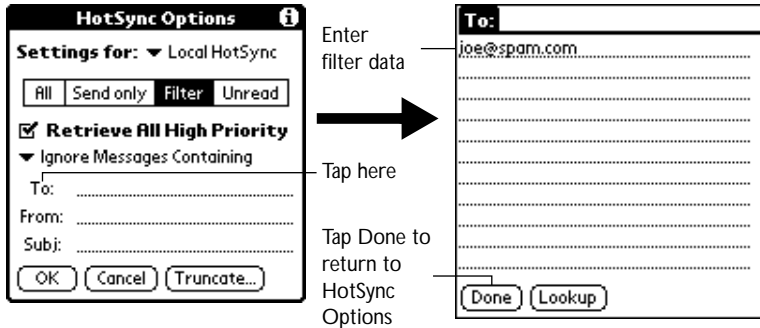 HotSync Options
Settings for: Local HotSync
All Send only Filter Unread
Retrieve All High Priority
Ignore Messages Containing
To:
From:
Subj:
OK Cancel Truncate...
Enter
filter data
Tap here
Tap Done to
return to
HotSync
Options
To:
joe@spam.com
Done Lookup